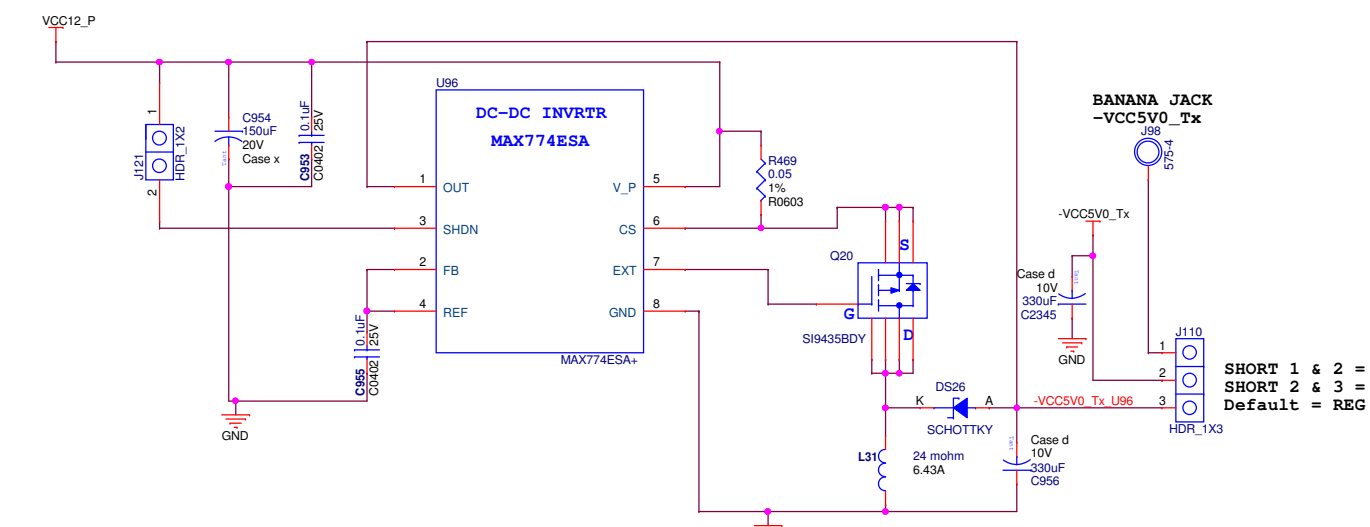 VCC12_P
U96
DC-DC INVRTR
MAX774ESA
1
J121
HDR_1X2
2
C954
150uF
20V
Case x
Tant
C953
0.1uF
25V
C0402
1
OUT
3
SHDN
2
FB
4
REF
V_P
5
CS
6
EXT
7
GND
8
MAX774ESA+
C955
0.1uF
25V
C0402
GND
R469
0.05
1%
R0603
Q20
S
G
D
SI9435BDY
DS26
K
A
SCHOTTKY
L31
24 mohm
6.43A
-VCC5V0_Tx_U96
Tant
Case d
10V
330uF
C956
BANANA JACK
-VCC5V0_Tx
J98
575-4
-VCC5V0_Tx
Case d
10V
330uF
C2345
Tant
GND
J110
1
2
3
HDR_1X3
SHORT 1 & 2 =
SHORT 2 & 3 =
Default = REG